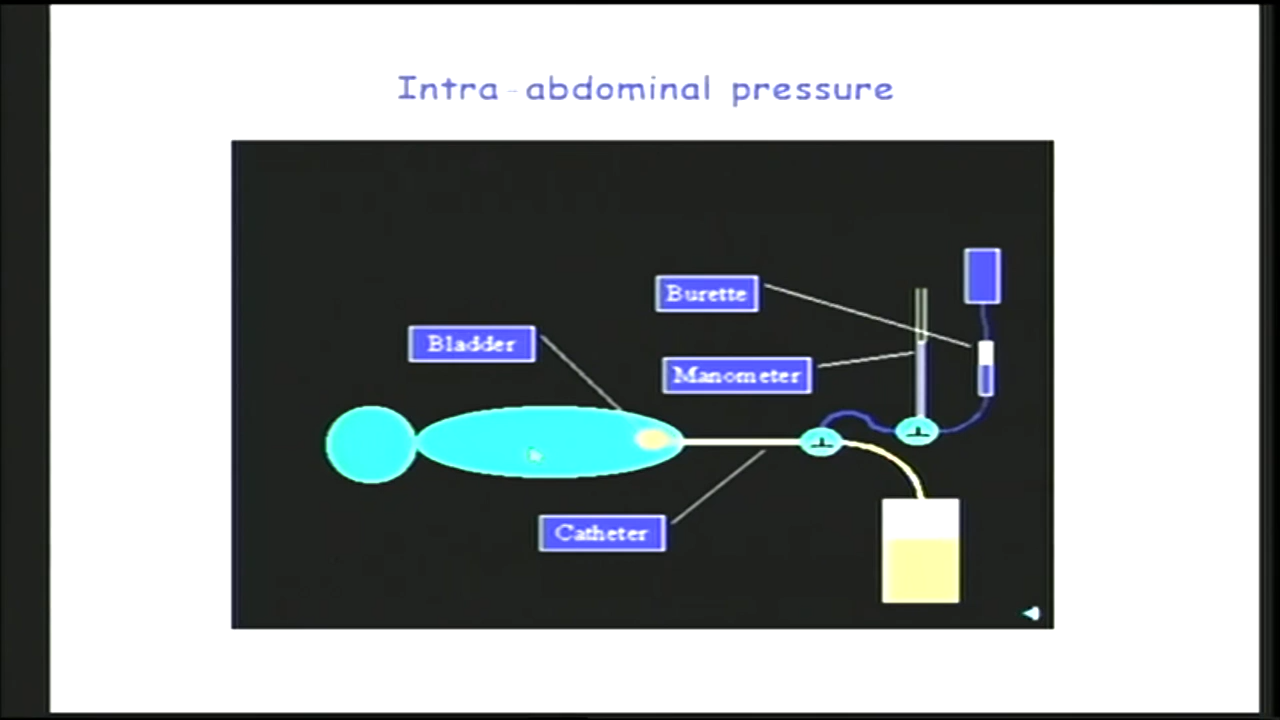 Intra-abdominal pressure
Burette
Bladder
Manometer
Catheter